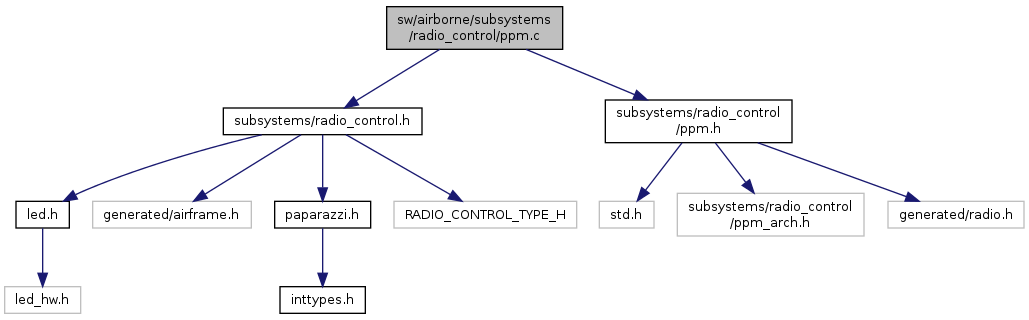 sw/airborne/subsystems
/radio_control/ppm.c
subsystems/radio_control.h
subsystems/radio_control
/ppm.h
led.h
generated/airframe.h
paparazzi.h
RADIO_CONTROL_TYPE_H
std.h
subsystems/radio_control
/ppm_arch.h
generated/radio.h
led_hw.h
inttypes.h